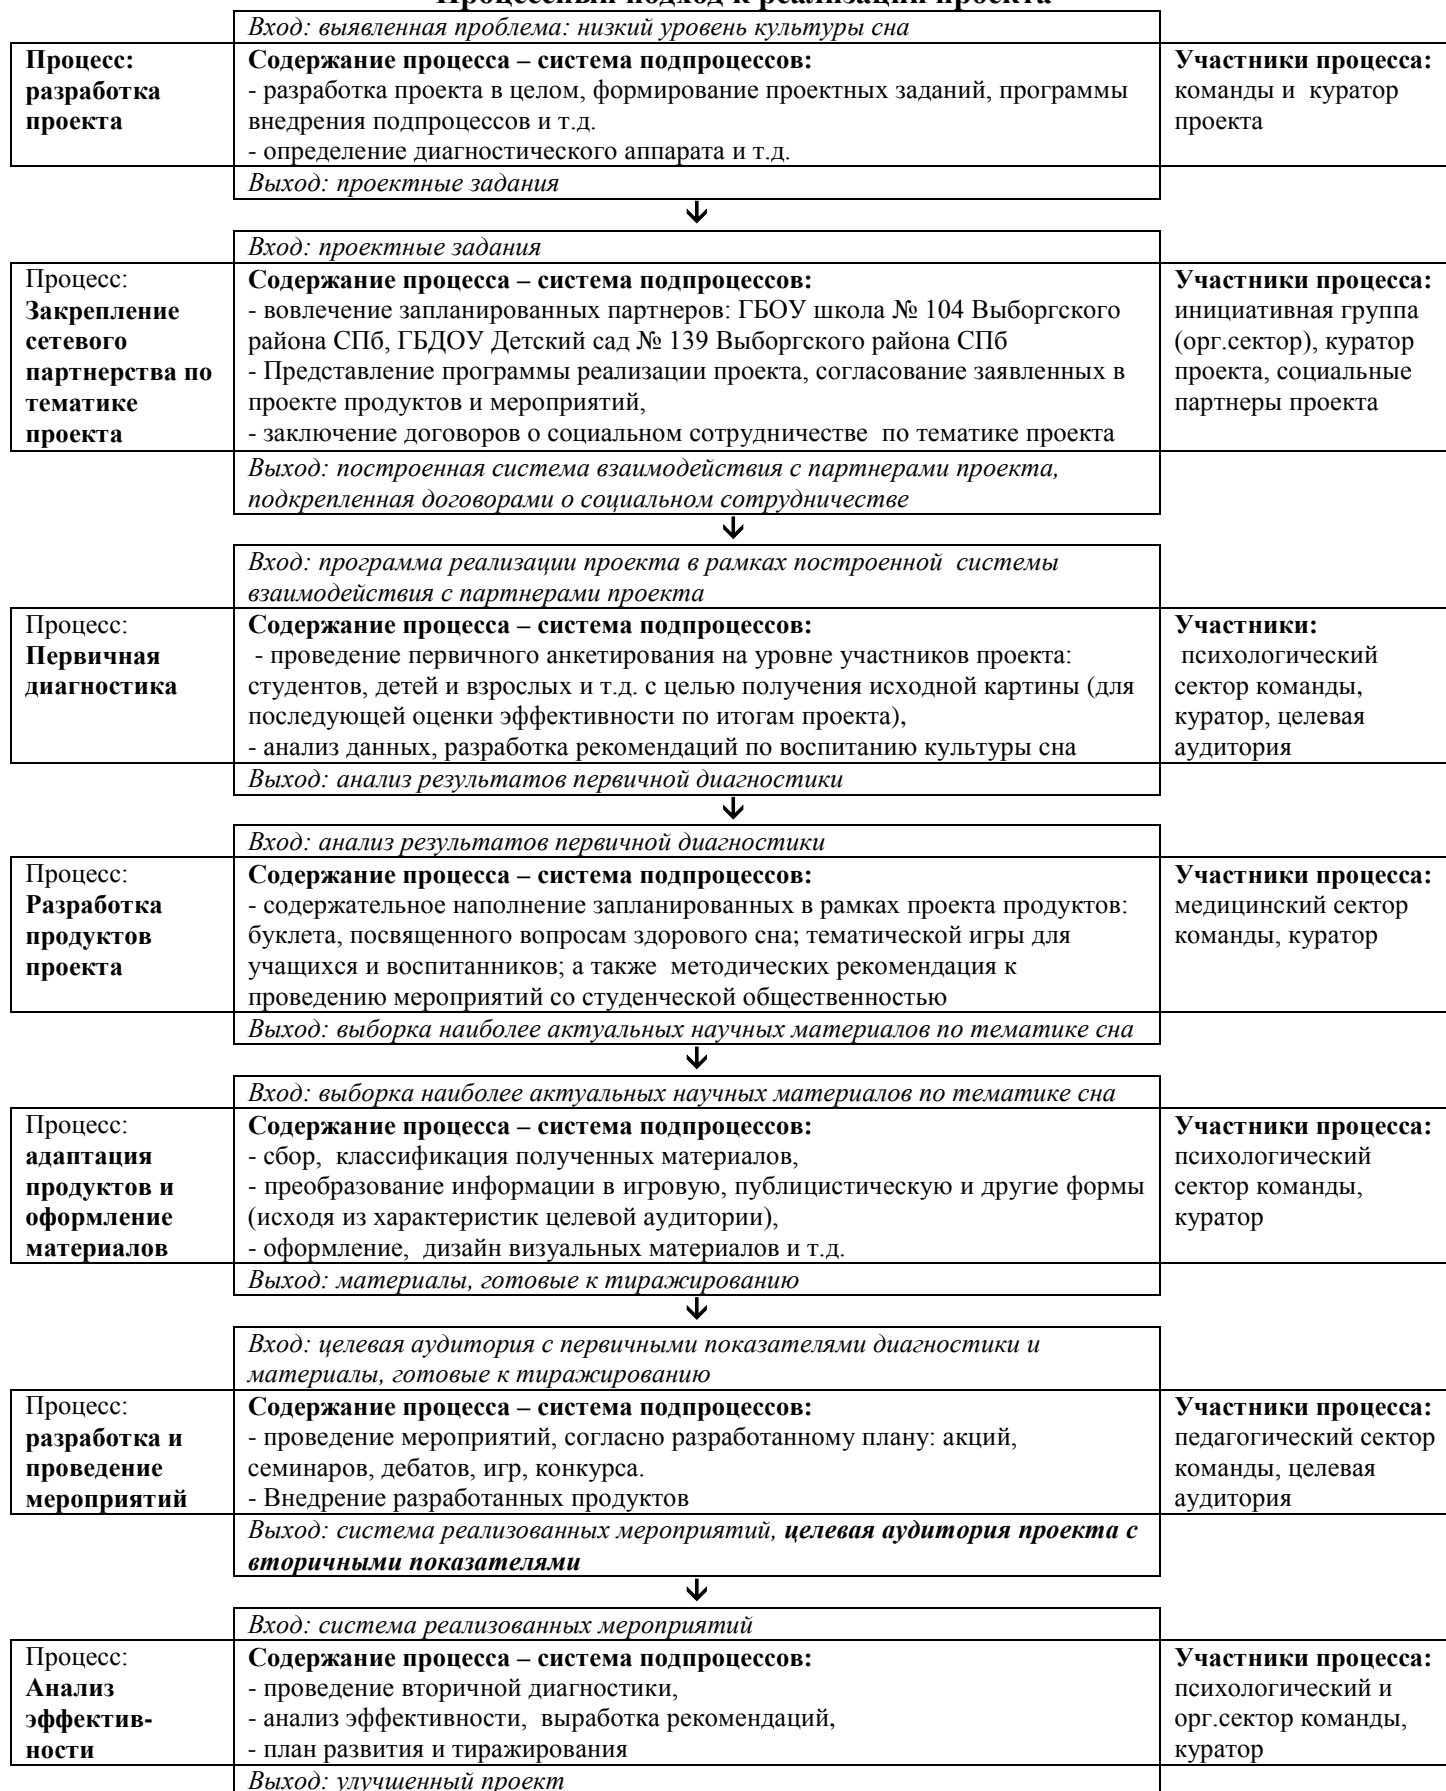 Процессный подход к реализации проекта
Вход: выявленная проблема: низкий уровень культуры сна
Процесс:
разработка
проекта
Содержание процесса – система подпроцессов:
- разработка проекта в целом, формирование проектных заданий, программы
внедрения подпроцессов и т.д.
- определение диагностического аппарата и т.д.
Участники процесса:
команды и куратор
проекта
Выход: проектные задания
Вход: проектные задания
Процесс:
Закрепление
сетевого
партнерства по
тематике
проекта
Содержание процесса – система подпроцессов:
- вовлечение запланированных партнеров: ГБОУ школа № 104 Выборгского
района СПб, ГБДОУ Детский сад № 139 Выборгского района СПб
- Представление программы реализации проекта, согласование заявленных в
проекте продуктов и мероприятий,
- заключение договоров о социальном сотрудничестве по тематике проекта
Участники процесса:
инициативная группа
(орг.сектор), куратор
проекта, социальные
партнеры проекта
Выход: построенная система взаимодействия с партнерами проекта,
подкрепленная договорами о социальном сотрудничестве
Вход: программа реализации проекта в рамках построенной системы
взаимодействия с партнерами проекта
Процесс:
Первичная
диагностика
Содержание процесса – система подпроцессов:
- проведение первичного анкетирования на уровне участников проекта:
студентов, детей и взрослых и т.д. с целью получения исходной картины (для
последующей оценки эффективности по итогам проекта),
- анализ данных, разработка рекомендаций по воспитанию культуры сна
Участники:
психологический
сектор команды,
куратор, целевая
аудитория
Выход: анализ результатов первичной диагностики
Вход: анализ результатов первичной диагностики
Процесс:
Разработка
продуктов
проекта
Содержание процесса – система подпроцессов:
- содержательное наполнение запланированных в рамках проекта продуктов:
буклета, посвященного вопросам здорового сна; тематической игры для
учащихся и воспитанников; а также методических рекомендация к
проведению мероприятий со студенческой общественностью
Участники процесса:
медицинский сектор
команды, куратор
Выход: выборка наиболее актуальных научных материалов по тематике сна
Вход: выборка наиболее актуальных научных материалов по тематике сна
Процесс:
адаптация
продуктов и
оформление
материалов
Содержание процесса – система подпроцессов:
- сбор, классификация полученных материалов,
- преобразование информации в игровую, публицистическую и другие формы
(исходя из характеристик целевой аудитории),
- оформление, дизайн визуальных материалов и т.д.
Участники процесса:
психологический
сектор команды,
куратор
Выход: материалы, готовые к тиражированию
Вход: целевая аудитория с первичными показателями диагностики и
материалы, готовые к тиражированию
Процесс:
разработка и
проведение
мероприятий
Содержание процесса – система подпроцессов:
- проведение мероприятий, согласно разработанному плану: акций,
семинаров, дебатов, игр, конкурса.
- Внедрение разработанных продуктов
Участники процесса:
педагогический сектор
команды, целевая
аудитория
Выход: система реализованных мероприятий, целевая аудитория проекта с
вторичными показателями
Вход: система реализованных мероприятий
Процесс:
Анализ
эффектив-
ности
Содержание процесса – система подпроцессов:
- проведение вторичной диагностики,
- анализ эффективности, выработка рекомендаций,
- план развития и тиражирования
Участники процесса:
психологический и
орг.сектор команды,
куратор
Выход: улучшенный проект